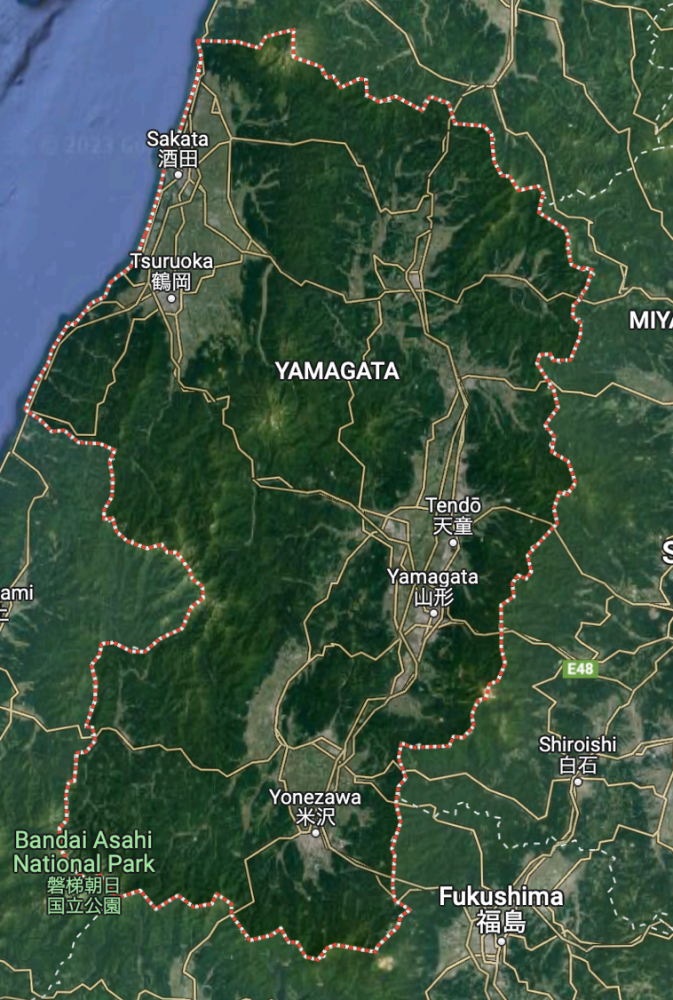 Sakata
酒田
Tsuruoka
鶴岡
MIYA
YAMAGATA
Tendō
天童
S
Yamagata
山形
ami
E48
Shiroishi
白石
Yonezawa
米沢
Bandai Asahi
National Park
磐梯朝日
国立公園
Fukushima
福島